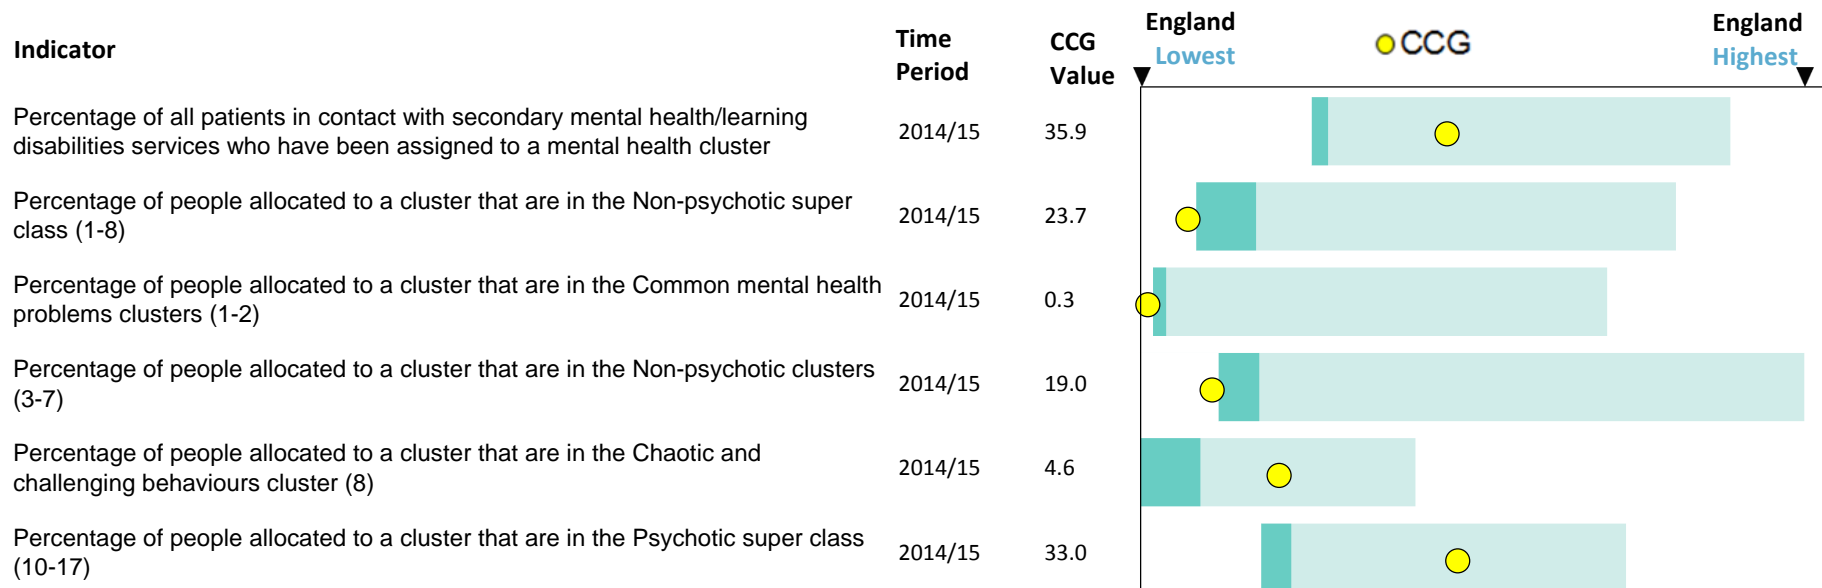 Indicator
Time
Period
CCG
Value
England
Lowest
CCG
England
Highest
Percentage of all patients in contact with secondary mental health/learning
disabilities services who have been assigned to a mental health cluster
2014/15
35.9
Percentage of people allocated to a cluster that are in the Non-psychotic super
class (1-8)
2014/15
23.7
Percentage of people allocated to a cluster that are in the Common mental health
problems clusters (1-2)
2014/15
0.3
Percentage of people allocated to a cluster that are in the Non-psychotic clusters
(3-7)
2014/15
19.0
Percentage of people allocated to a cluster that are in the Chaotic and
challenging behaviours cluster (8)
2014/15
4.6
Percentage of people allocated to a cluster that are in the Psychotic super class
(10-17)
2014/15
33.0